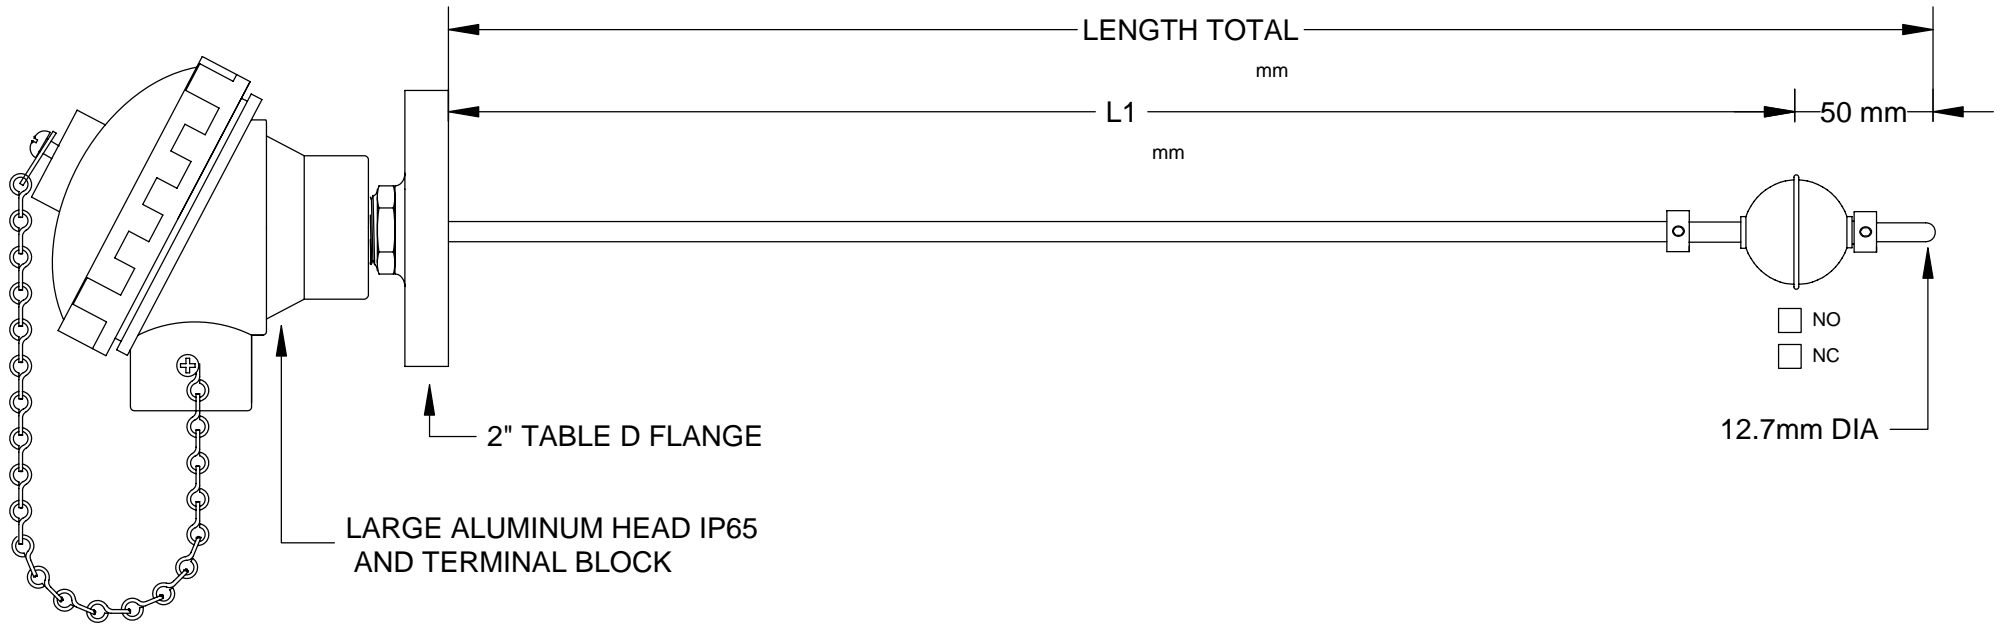 LENGTH TOTAL
mm
L1
50 mm
mm
NO
NC
12.7mm DIA
2" TABLE D FLANGE
LARGE ALUMINUM HEAD IP65
AND TERMINAL BLOCK